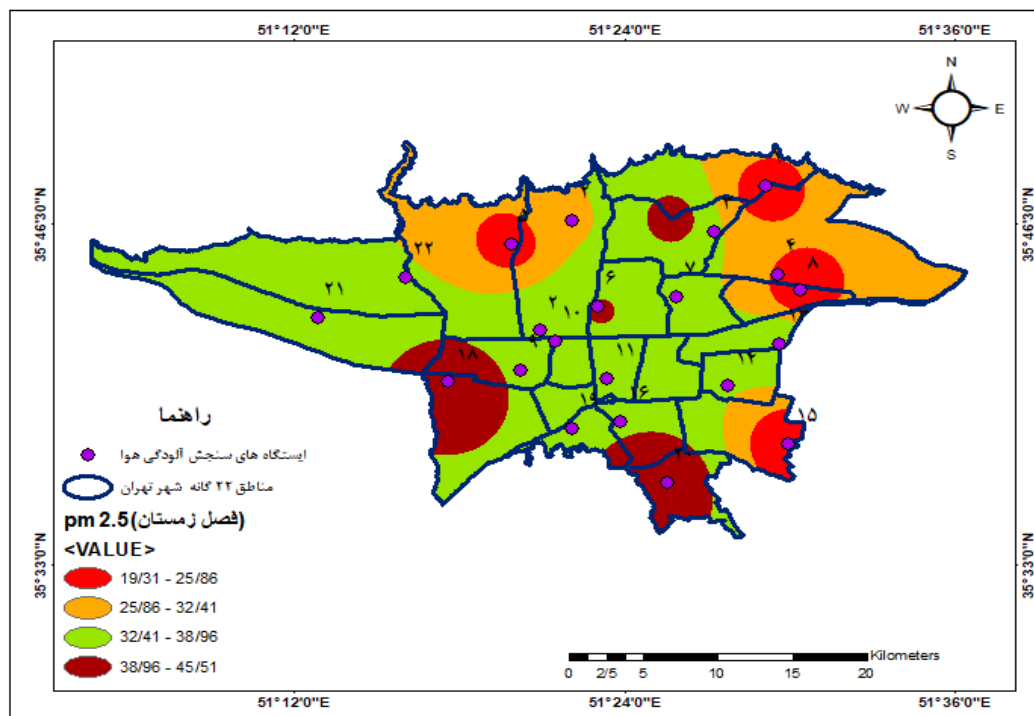 51°12'0"E 51°24'0"E 51°36'0"E
N
W E
S
35°46'30"N 35°46'30"N
۱
۲
۵
۳
۴
۸
۲۲
۷
۶
۲۱
۲
۱۰
۹
۱۱
۱۴
۱۸
۱۵
راهنما
ایستگاه های سنجش آلودگی هوا
مناطق ۲۲ گانه شهر تهران
pm 2.5 (فصل زمستان)
<VALUE>
19/31 - 25/86
25/86 - 32/41
32/41 - 38/96
38/96 - 45/51
35°33'0"N 35°33'0"N
Kilometers
0 2/5 5 10 15 20
51°12'0"E 51°24'0"E 51°36'0"E